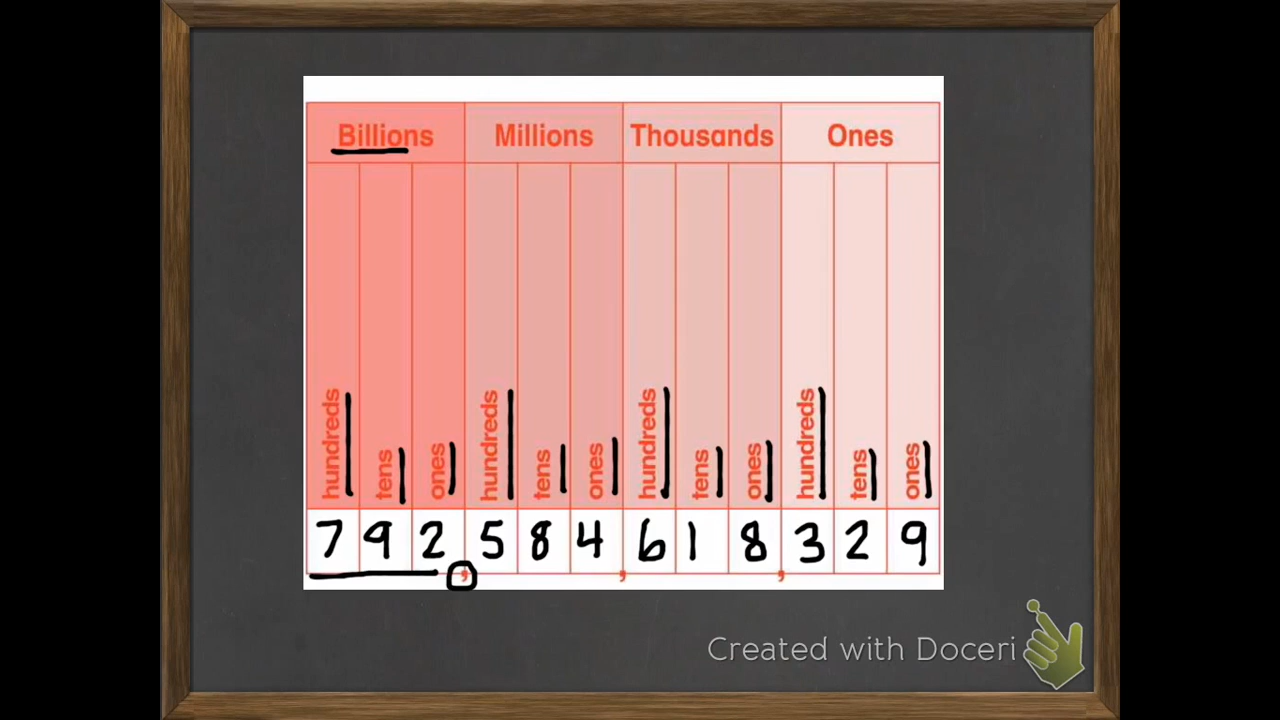 Billions Millions Thousands Ones
hundreds tens ones hundreds tens ones hundreds tens ones hundreds tens ones
7 9 2 , 5 8 4 , 6 1 8 , 3 2 9
Created with Doceri